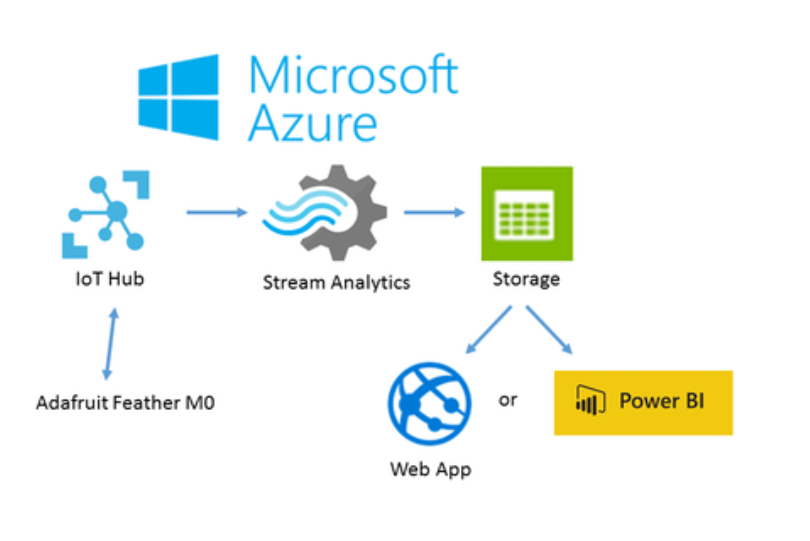 Microsoft
Azure
IoT Hub
Stream Analytics
Storage
Adafruit Feather M0
or
Power BI
Web App